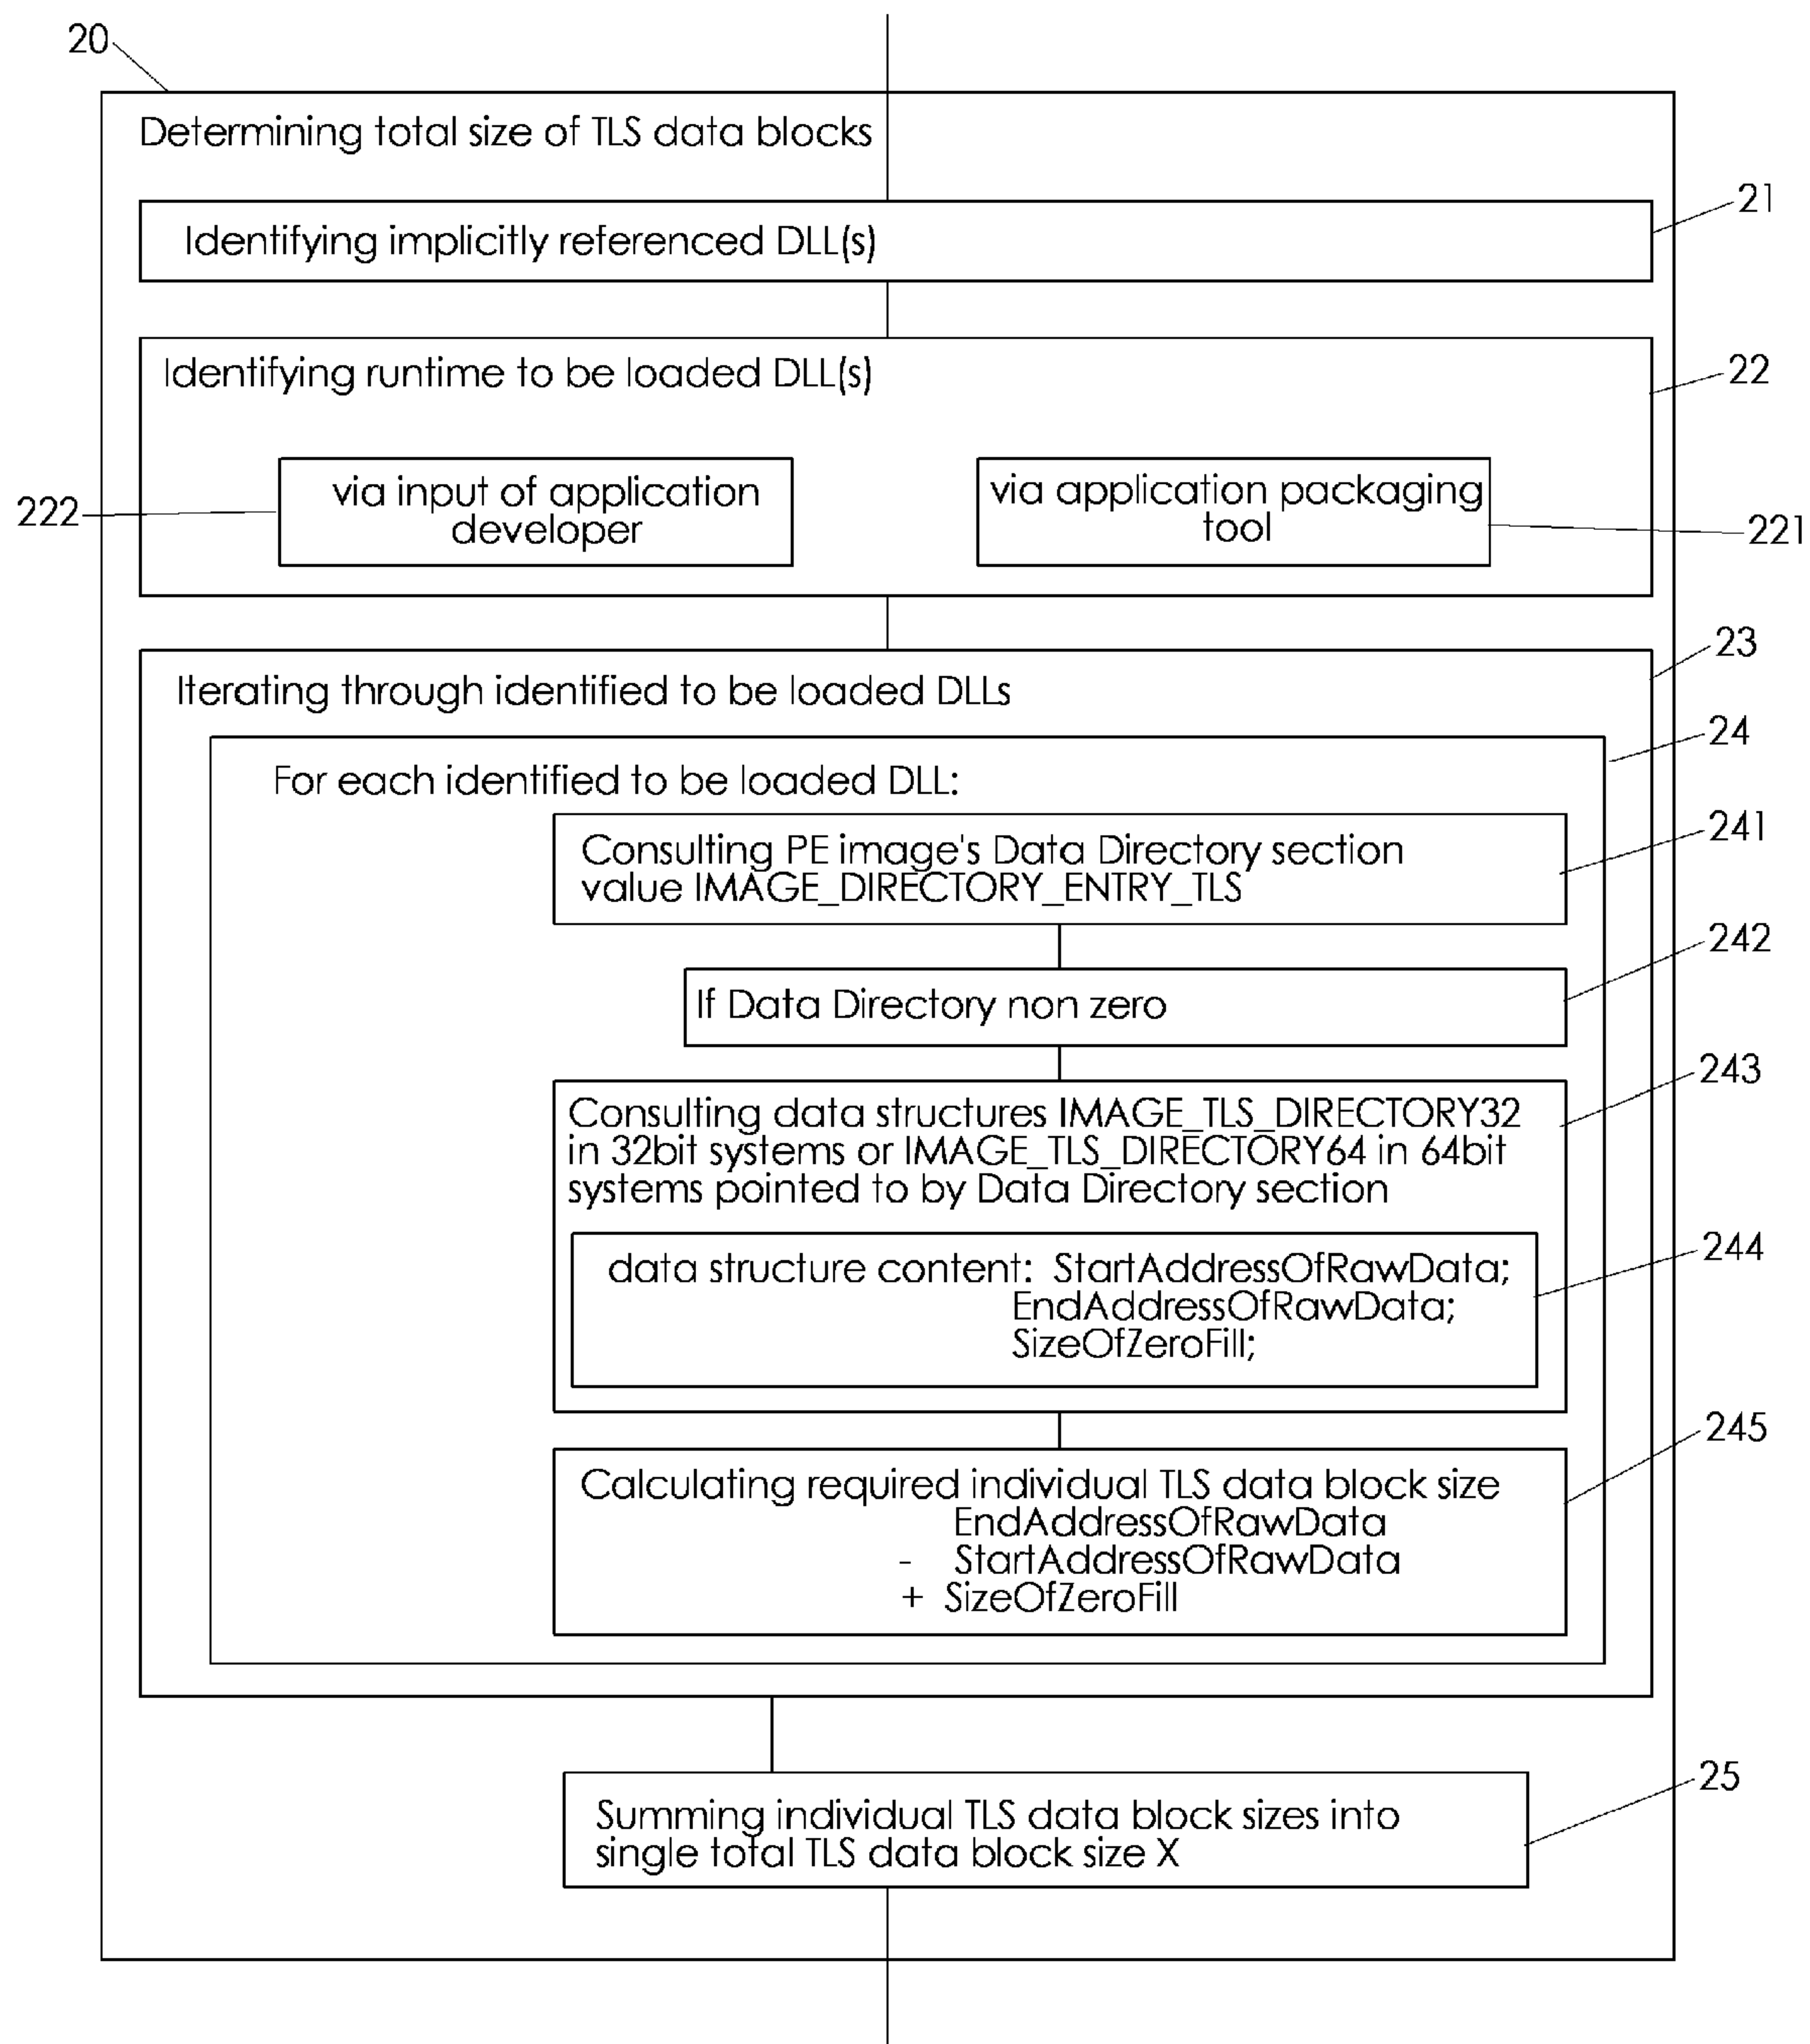 20
Determining total size of TLS data blocks
21
Identifying implicitly referenced DLL(s)
22
Identifying runtime to be loaded DLL(s)
222
via input of application
developer
via application packaging
tool
221
23
Iterating through identified to be loaded DLLs
24
For each identified to be loaded DLL:
241
Consulting PE image's Data Directory section
value IMAGE_DIRECTORY_ENTRY_TLS
242
If Data Directory non zero
243
Consulting data structures IMAGE_TLS_DIRECTORY32
in 32bit systems or IMAGE_TLS_DIRECTORY64 in 64bit
systems pointed to by Data Directory section
244
data structure content: StartAddressOfRawData;
EndAddressOfRawData;
SizeOfZeroFill;
245
Calculating required individual TLS data block size
EndAddressOfRawData
- StartAddressOfRawData
+ SizeOfZeroFill
25
Summing individual TLS data block sizes into
single total TLS data block size X